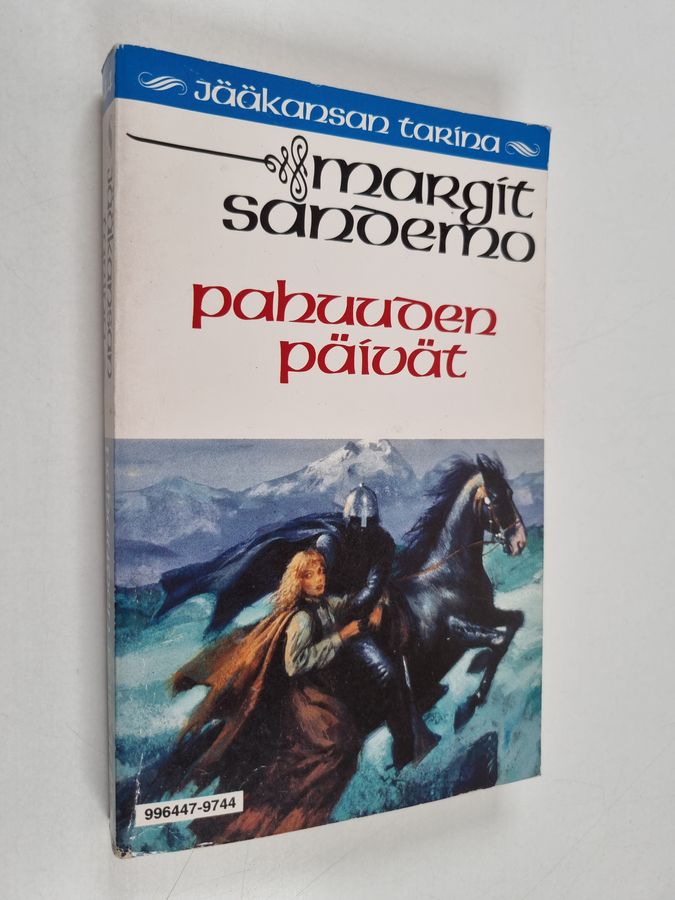 Jääkansan tarina
margit
sandemo
pahuuden
päivät
996447-9744